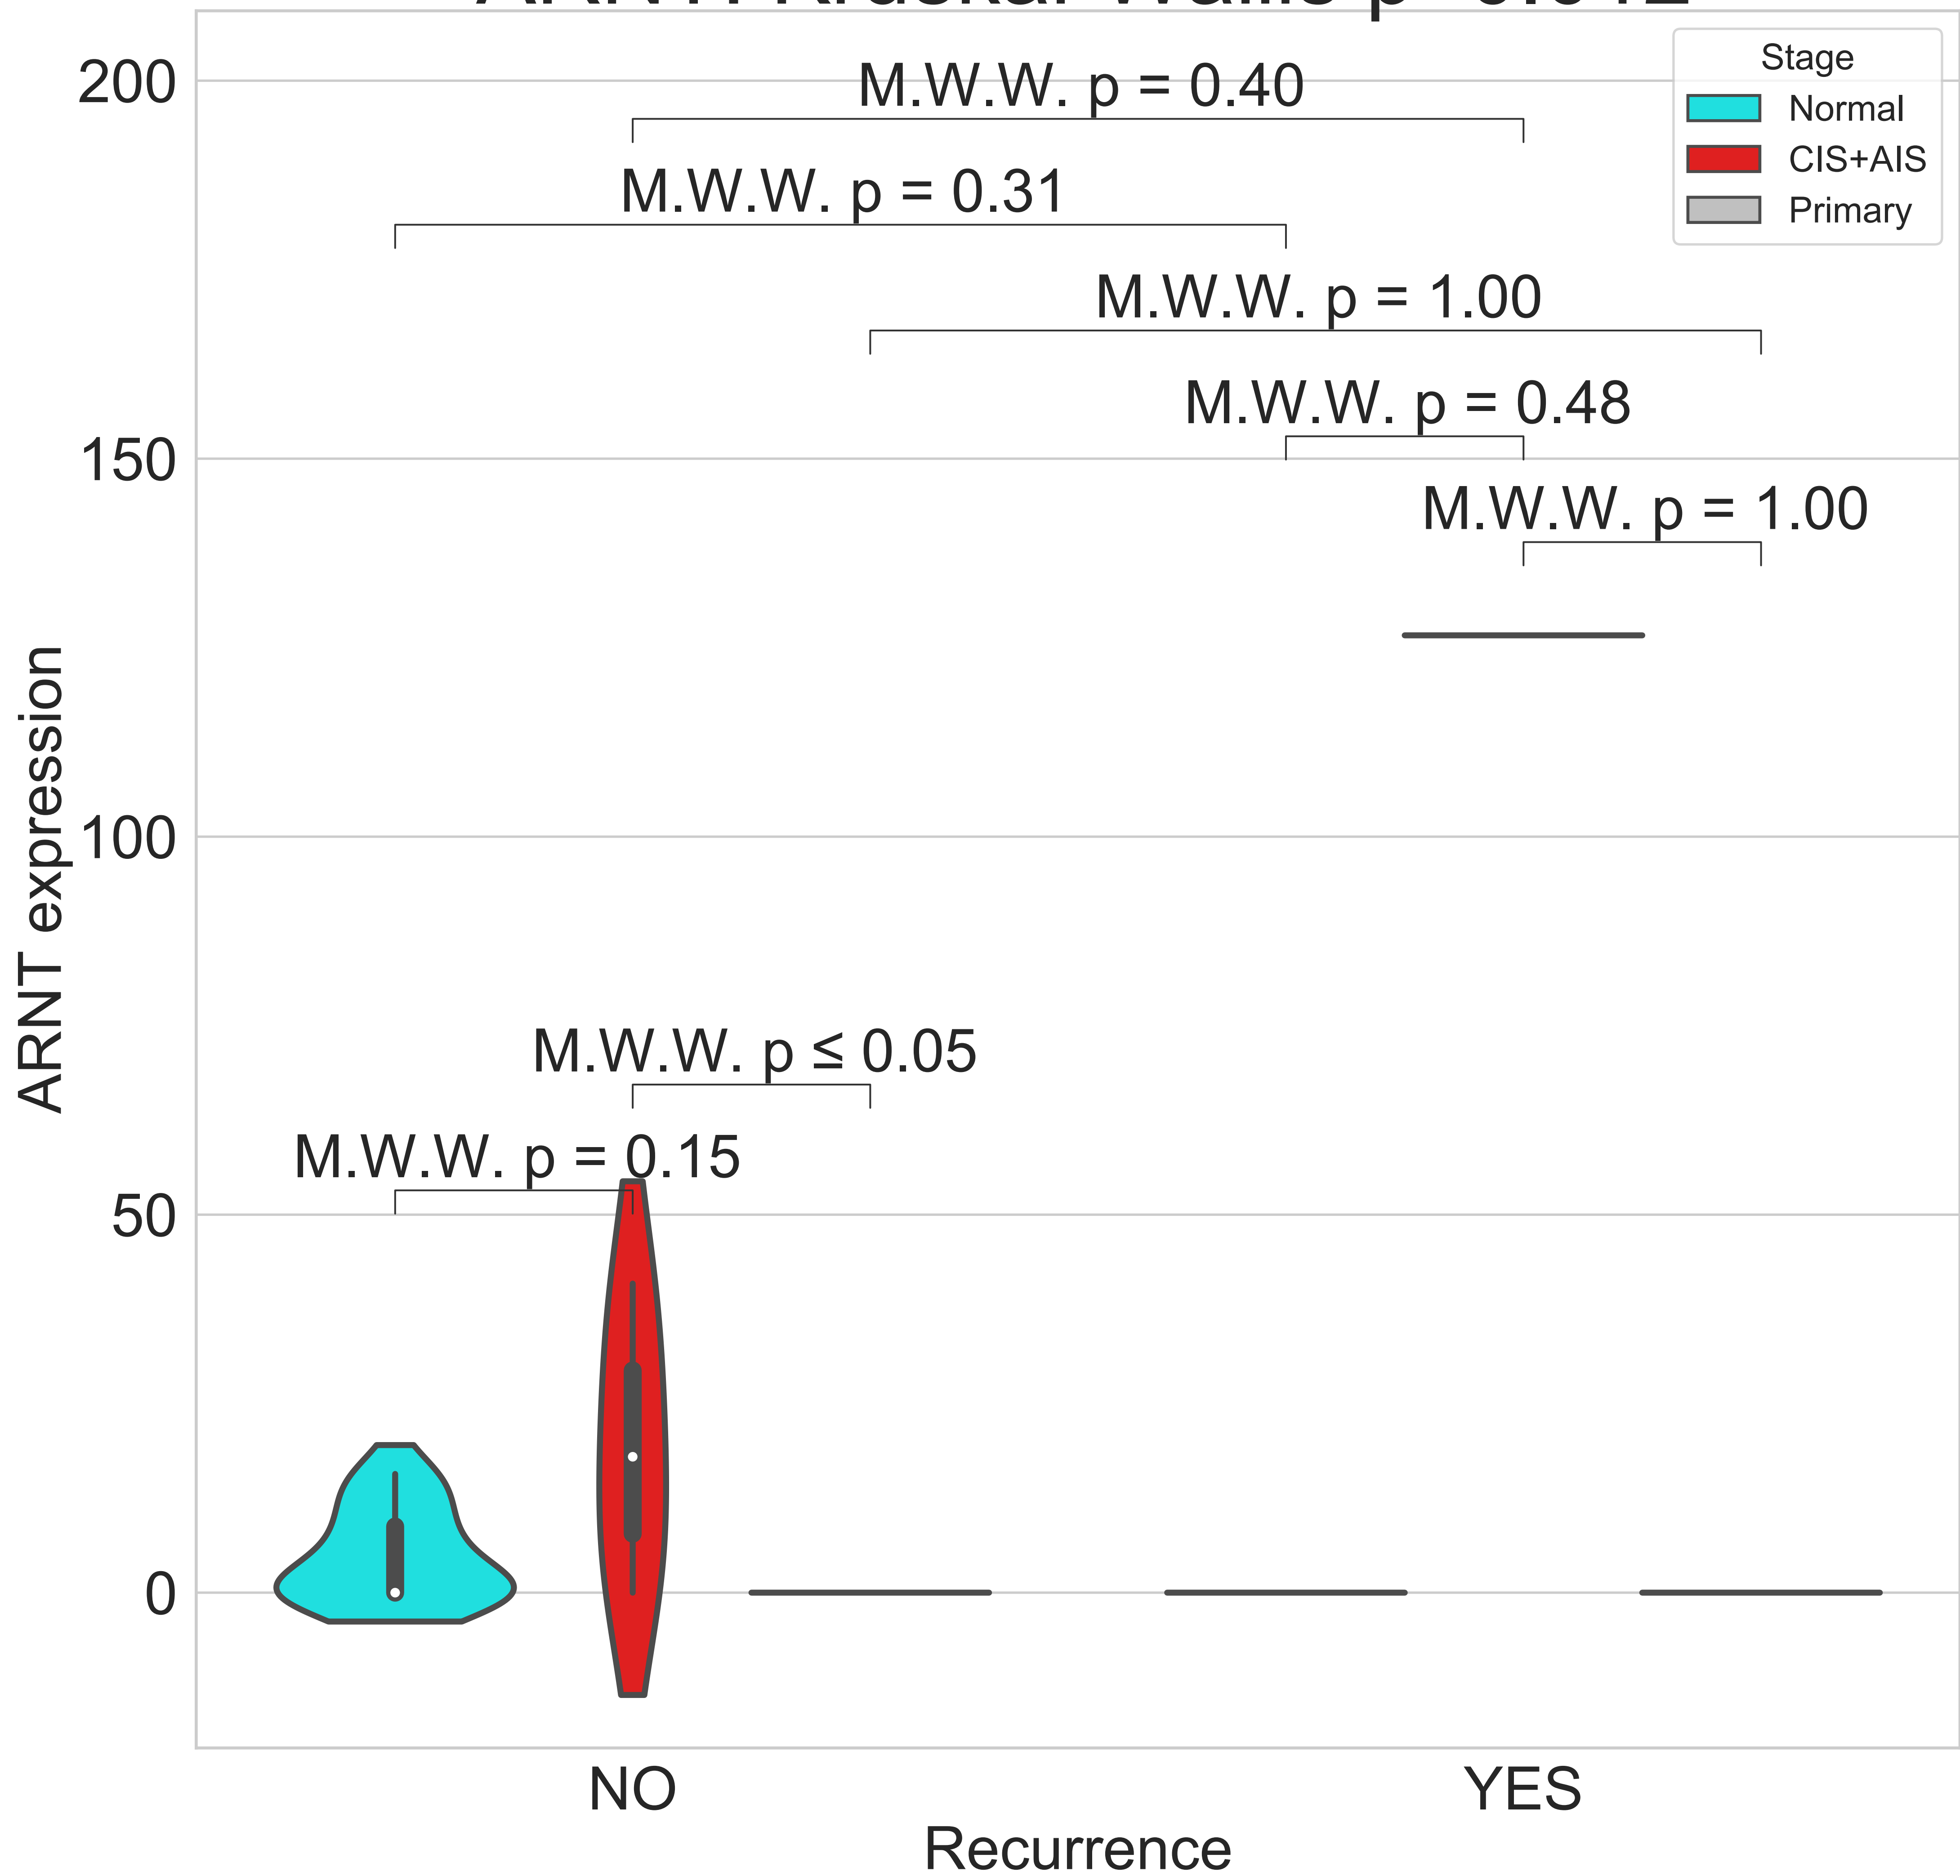 200
M.W.W. p = 0.40
Stage
Normal
CIS+AIS
Primary
M.W.W. p = 0.31
M.W.W. p = 1.00
M.W.W. p = 0.48
150
M.W.W. p = 1.00
ARNT expression
100
M.W.W. p ≤ 0.05
M.W.W. p = 0.15
50
0
NO
YES
Recurrence